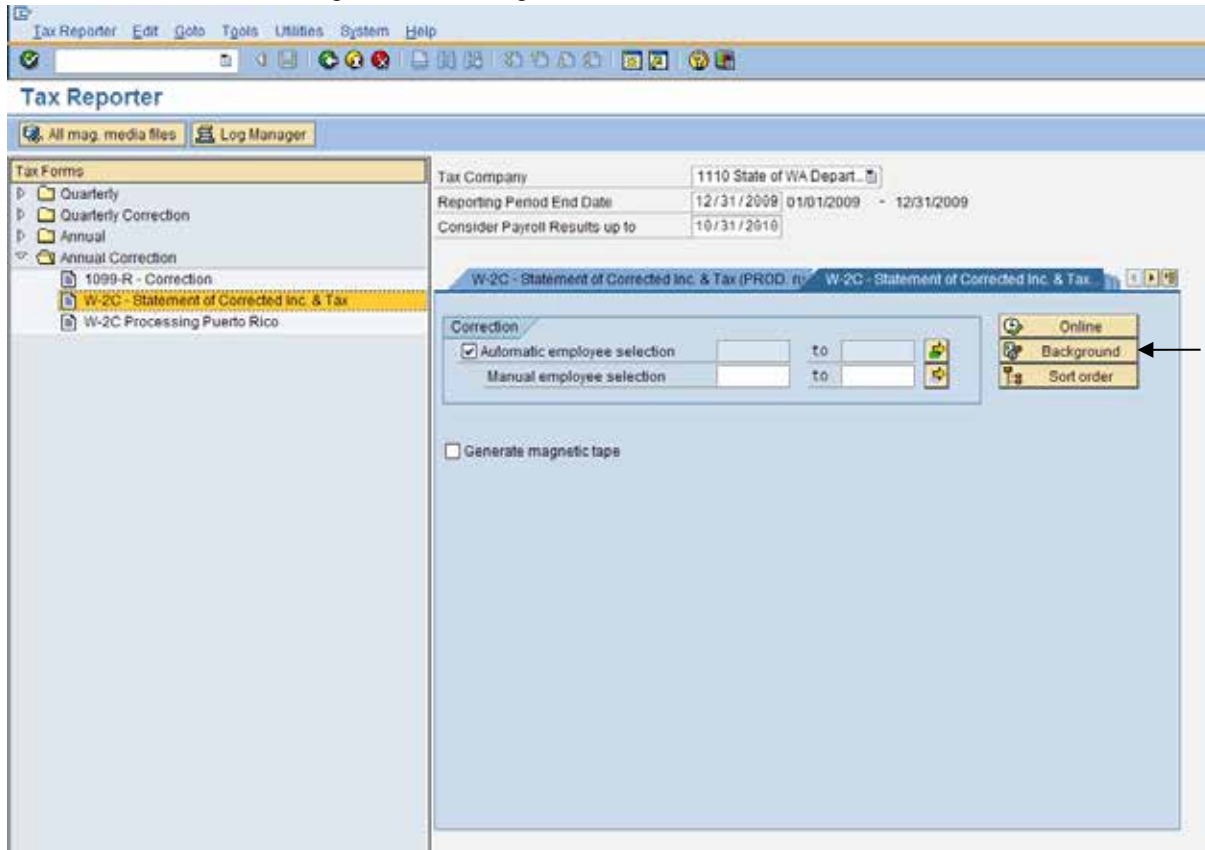 Tax Reporter Edit Goto Tools Utilities System Help
Tax Reporter
All mag. media files Log Manager
Tax Forms
Quarterly
Quarterly Correction
Annual
Annual Correction
1099-R - Correction
W-2C - Statement of Corrected Inc. & Tax
W-2C Processing Puerto Rico
Tax Company 1110 State of WA Depart..
Reporting Period End Date 12/31/2009 01/01/2009 - 12/31/2009
Consider Payroll Results up to 10/31/2010
W-2C - Statement of Corrected Inc. & Tax (PROD. W-2C - Statement of Corrected Inc. & Tax.
Correction
Automatic employee selection to
Manual employee selection to
Online
Background
Sort order
Generate magnetic tape